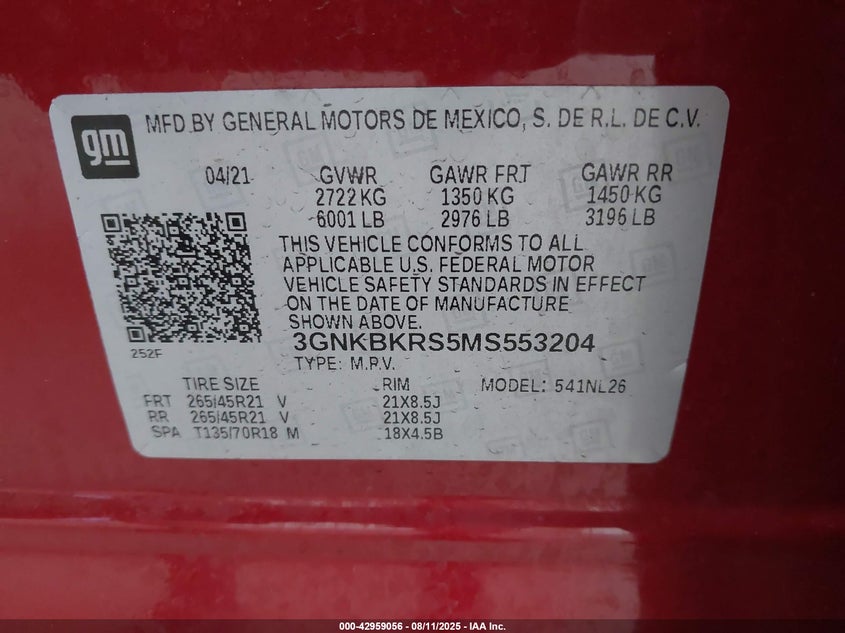 gm
MFD BY GENERAL MOTORS DE MEXICO, S. DE R.L. DE C.V.
04/21 GVWR GAWR FRT GAWR RR
2722 KG 1350 KG 1450 KG
6001 LB 2976 LB 3196 LB
THIS VEHICLE CONFORMS TO ALL
APPLICABLE U.S. FEDERAL MOTOR
VEHICLE SAFETY STANDARDS IN EFFECT
ON THE DATE OF MANUFACTURE
SHOWN ABOVE.
3GNKBKRS5MS553204
252F
TYPE: M.P.V.
TIRE SIZE RIM MODEL: 541NL26
FRT 265/45R21 V 21X8.5J
RR 265/45R21 V 21X8.5J
SPA T135/70R18 M 18X4.5B
000-42959056 - 08/11/2025 - IAA Inc.